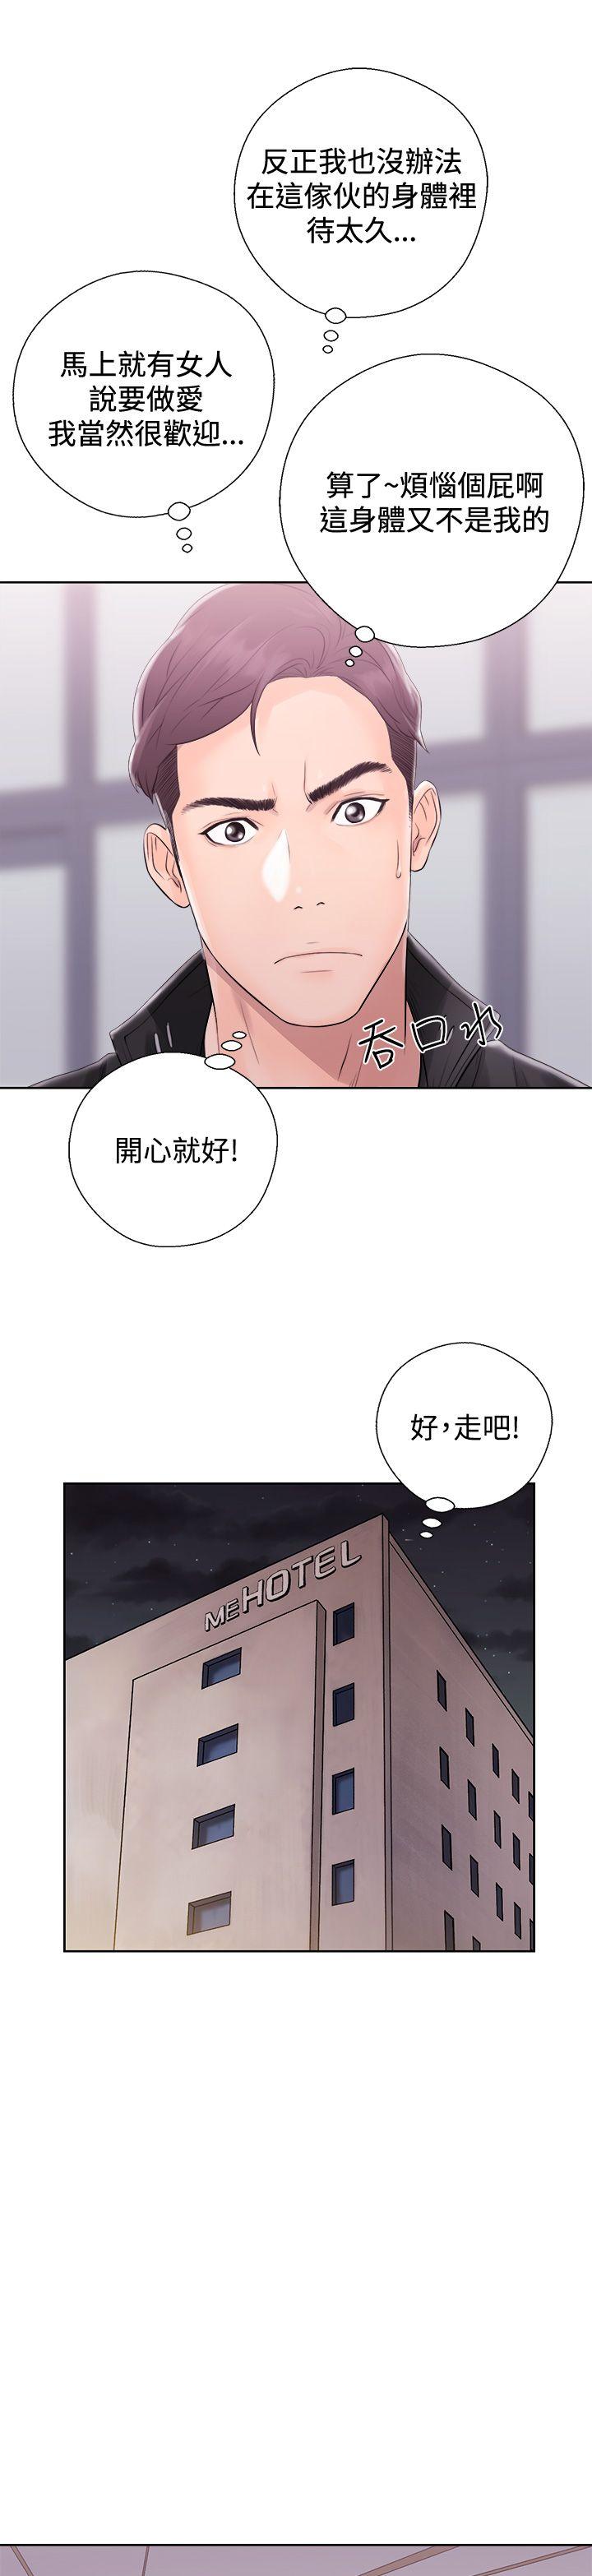 反正我也沒辦法
在這傢伙的身體裡
待太久...
馬上就有女人
說要做愛
我當然很歡迎...
算了~煩惱個屁啊
這身體又不是我的
吞口水
開心就好!
好，走吧!
MEHOTEL